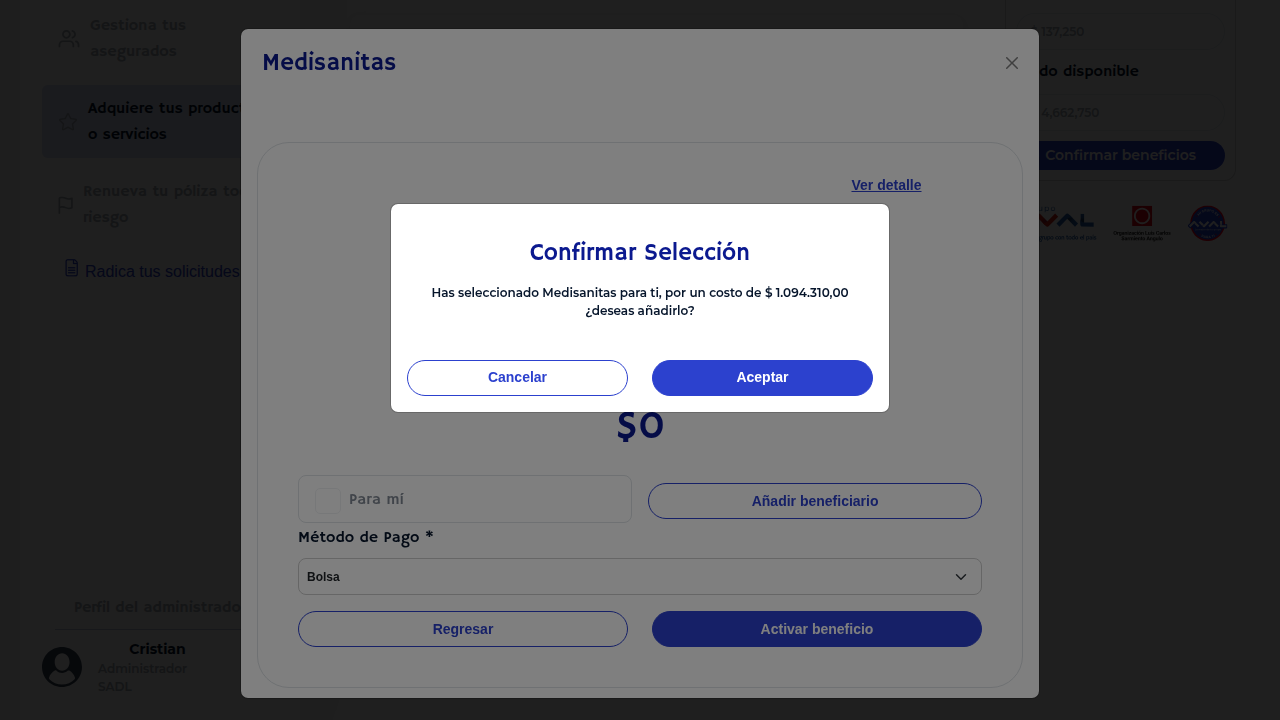 Gestiona tus
asegurados
Adquiere tus product
o servicios
Renueva tu póliza to
riesgo
Radica tus solicitudes
Perfil del administrado
Cristian
Administrador
SADL
Medisanitas
Ver detalle
Confirmar Selección
Has seleccionado Medisanitas para ti, por un costo de $ 1.094.310,00
¿deseas añadirlo?
Cancelar
Aceptar
$0
Para mí
Añadir beneficiario
Método de Pago *
Bolsa
Regresar
Activar beneficio
137,250
do disponible
4,662,750
Confirmar beneficios
AVAL